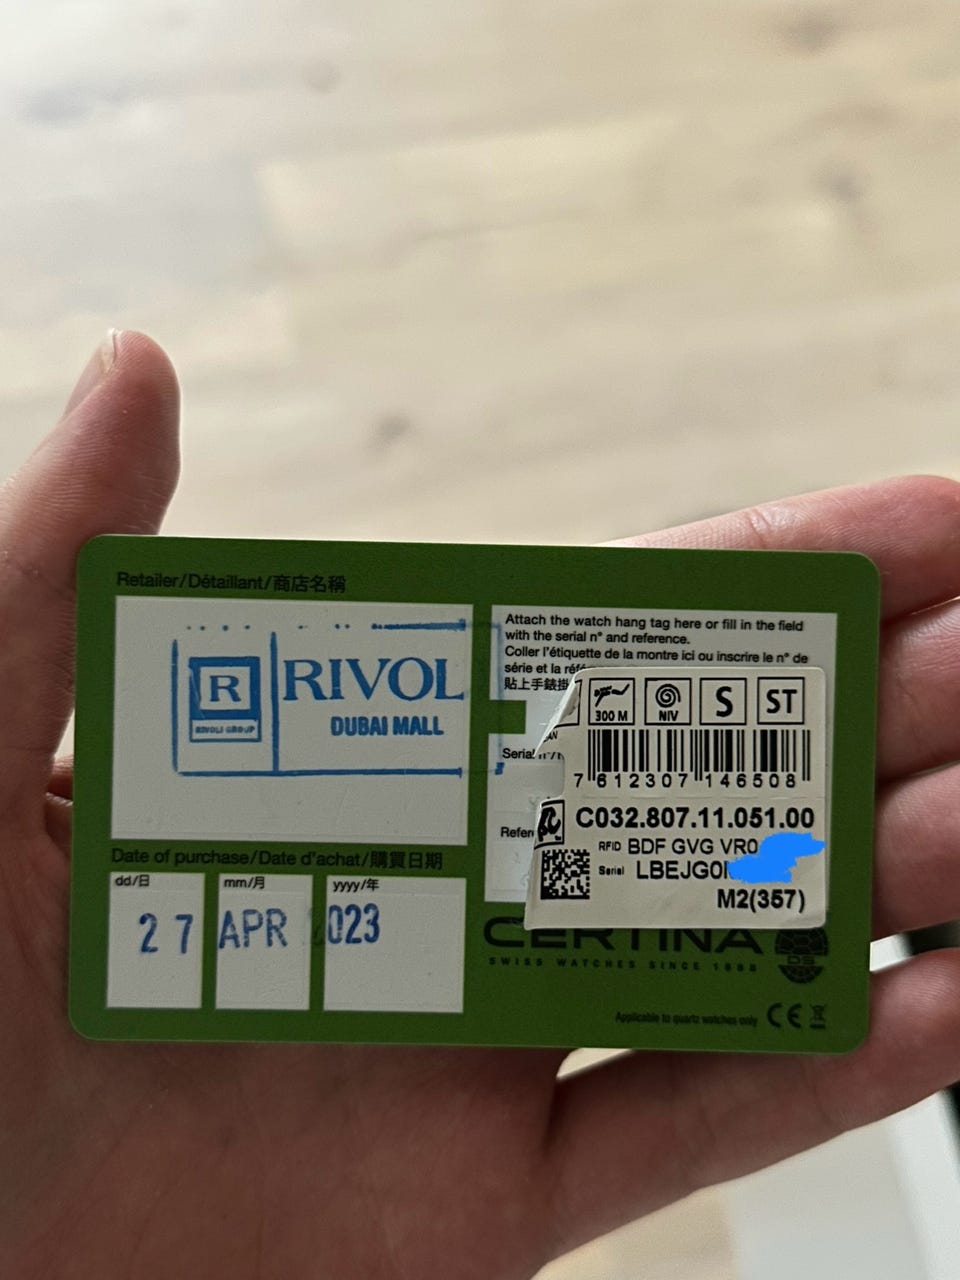 Retailer/Détaillant/商店名稱
R
RIVOLI GROUP
RIVOL
DUBAI MALL
Date of purchase/Date d'achat/購買日期
dd/日
mm/月
yyyy/年
27
APR
023
Attach the watch hang tag here or fill in the field
with the serial n° and reference.
Coller l'étiquette de la montre ici ou inscrire le n° de
série et la
貼上手錶掛
300 M
NIV
S
ST
7 612307 146508
C032.807.11.051.00
RFID BDF GVG VR0
Serial LBEJG0
M2(357)
CERTINA
DS
SWISS WATCHES SINCE 1888
Applicable to quartz watches only CE